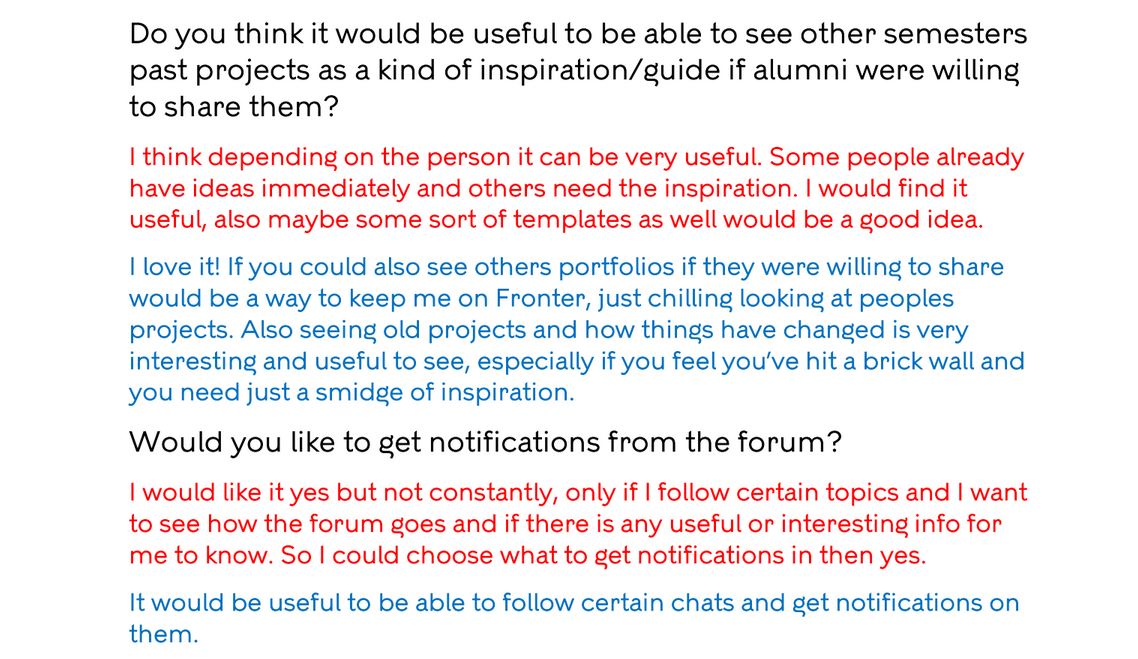 Do you think it would be useful to be able to see other semesters
past projects as a kind of inspiration/guide if alumni were willing
to share them?
I think depending on the person it can be very useful. Some people already
have ideas immediately and others need the inspiration. I would find it
useful, also maybe some sort of templates as well would be a good idea.
I love it! If you could also see others portfolios if they were willing to share
would be a way to keep me on Fronter, just chilling looking at peoples
projects. Also seeing old projects and how things have changed is very
interesting and useful to see, especially if you feel you’ve hit a brick wall and
you need just a smidge of inspiration.
Would you like to get notifications from the forum?
I would like it yes but not constantly, only if I follow certain topics and I want
to see how the forum goes and if there is any useful or interesting info for
me to know. So I could choose what to get notifications in then yes.
It would be useful to be able to follow certain chats and get notifications on
them.